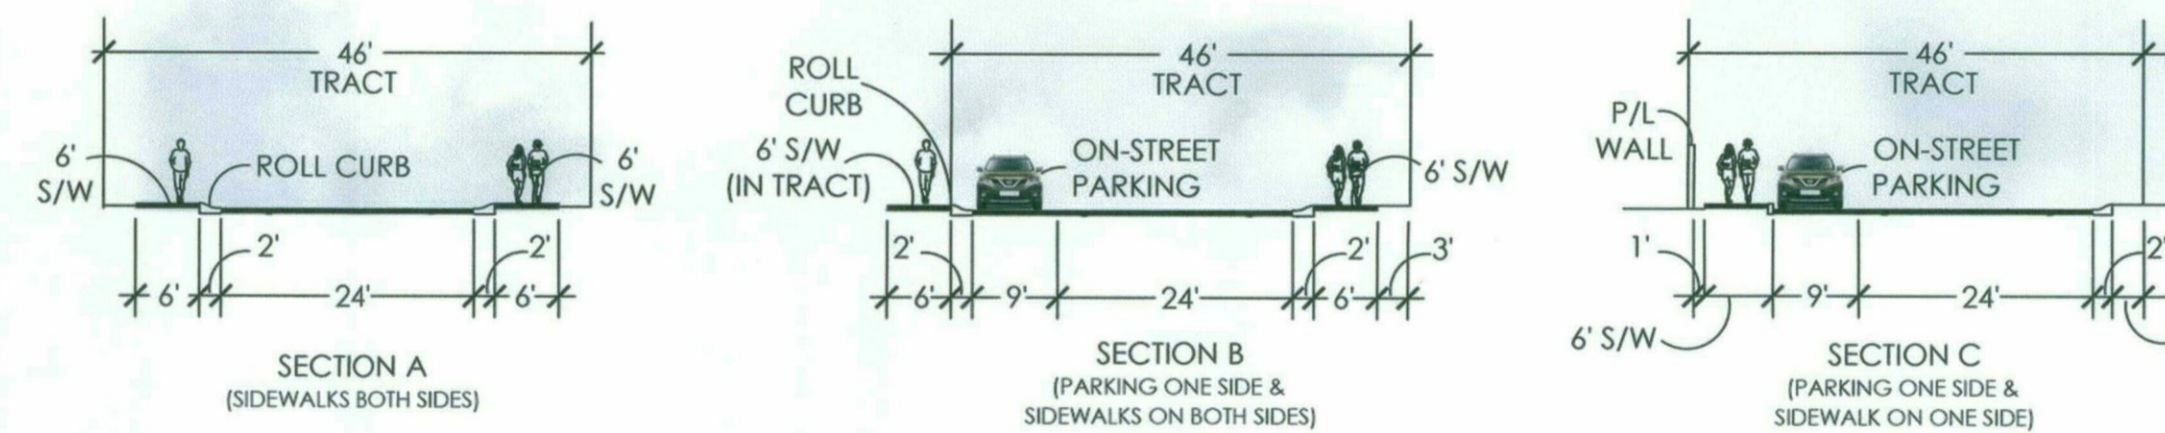 46'
TRACT
6'
S/W
ROLL CURB
6'
S/W
2'
2'
6'
24'
6'
SECTION A
(SIDEWALKS BOTH SIDES)
46'
TRACT
ROLL
CURB
6' S/W
(IN TRACT)
ON-STREET
PARKING
6' S/W
2'
2'
3'
6'
9'
24'
6'
SECTION B
(PARKING ONE SIDE &
SIDEWALKS ON BOTH SIDES)
46'
TRACT
P/L
WALL
ON-STREET
PARKING
1'
2'
9'
24'
6' S/W
SECTION C
(PARKING ONE SIDE &
SIDEWALK ON ONE SIDE)